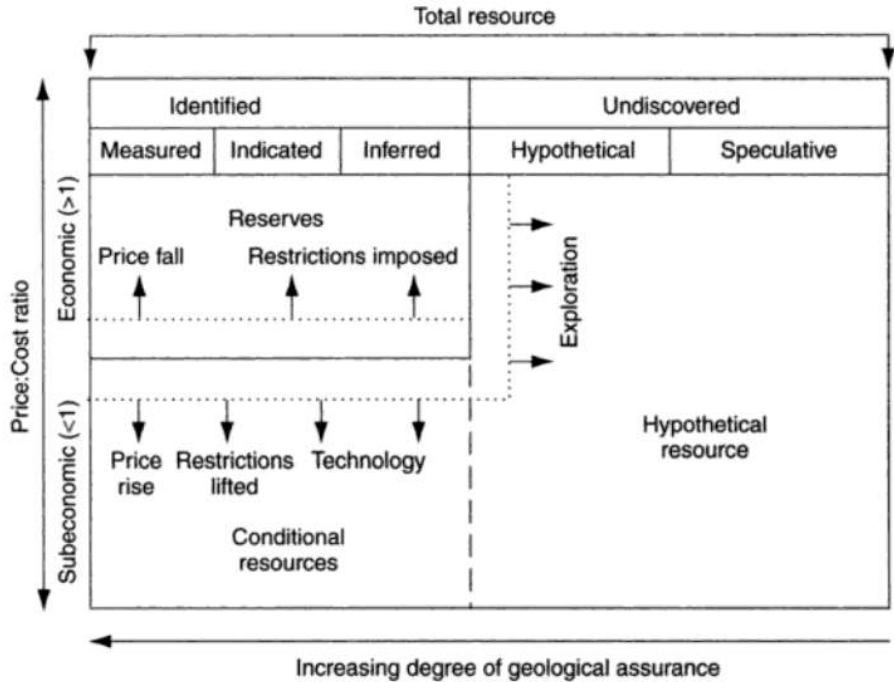 Total resource
Identified
Undiscovered
Measured
Indicated
Inferred
Hypothetical
Speculative
Price:Cost ratio
Economic (>1)
Subeconomic (<1)
Reserves
Price fall
Restrictions imposed
Exploration
Price
rise
Restrictions
lifted
Technology
Hypothetical
resource
Conditional
resources
Increasing degree of geological assurance